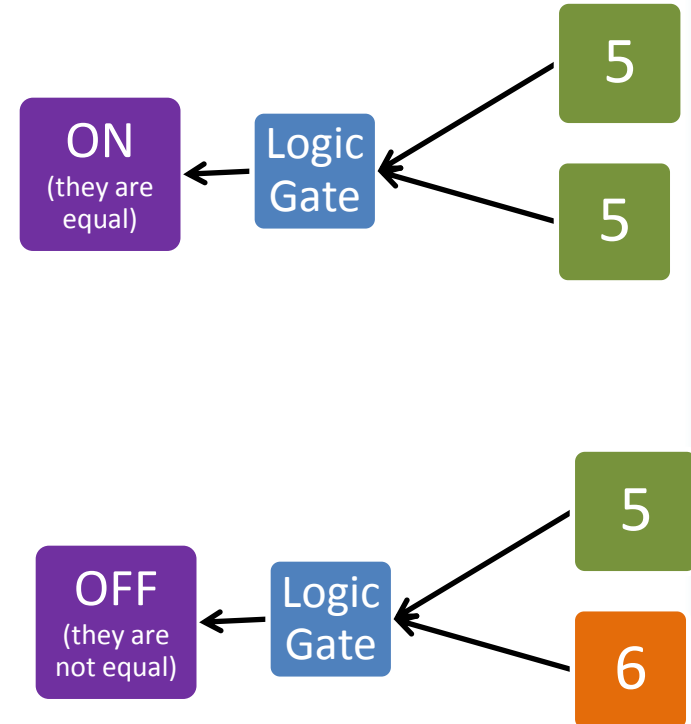 5
ON
(they are
equal)
Logic
Gate
5
5
OFF
(they are
not equal)
Logic
Gate
6